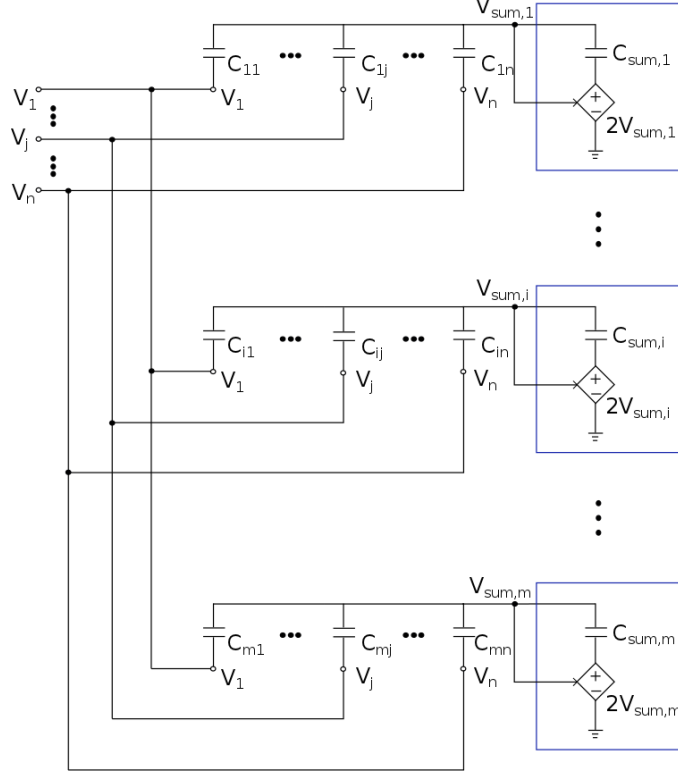 V_sum,1
C_11 ••• C_1j ••• C_1n C_sum,1
V_1 V_1 V_j V_n 2V_sum,1
V_j
V_n
V_sum,i
C_i1 ••• C_ij ••• C_in C_sum,i
V_1 V_j V_n 2V_sum,i
V_sum,m
C_m1 ••• C_mj ••• C_mn C_sum,m
V_1 V_j V_n 2V_sum,m